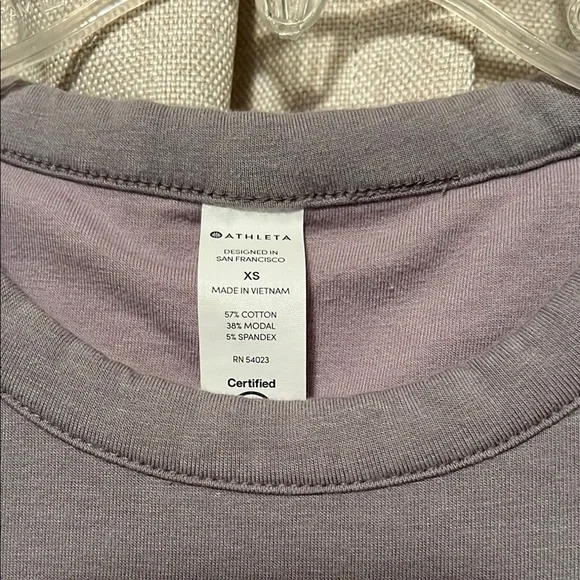 ATHLETA
DESIGNED IN
SAN FRANCISCO
XS
MADE IN VIETNAM
57% COTTON
38% MODAL
5% SPANDEX
RN 54023
Certified